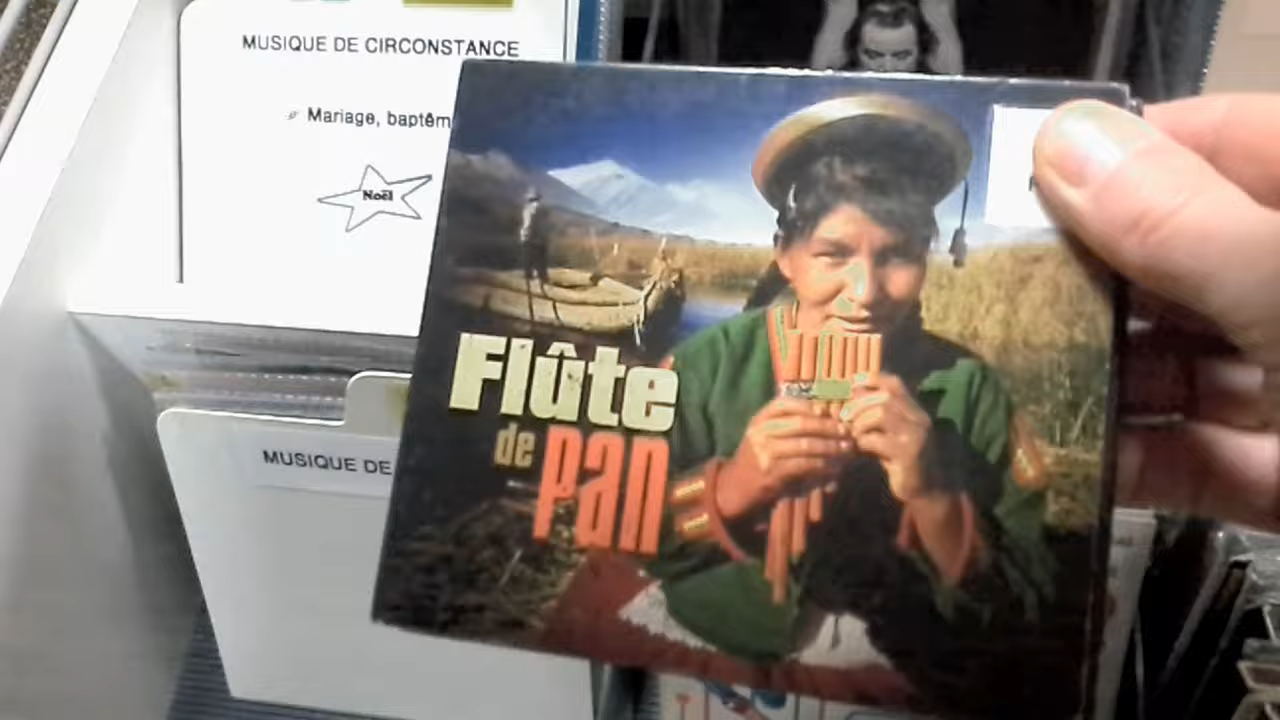 MUSIQUE DE CIRCONSTANCE
Mariage, baptêm
Noël
Flûte
de Pan
MUSIQUE DE